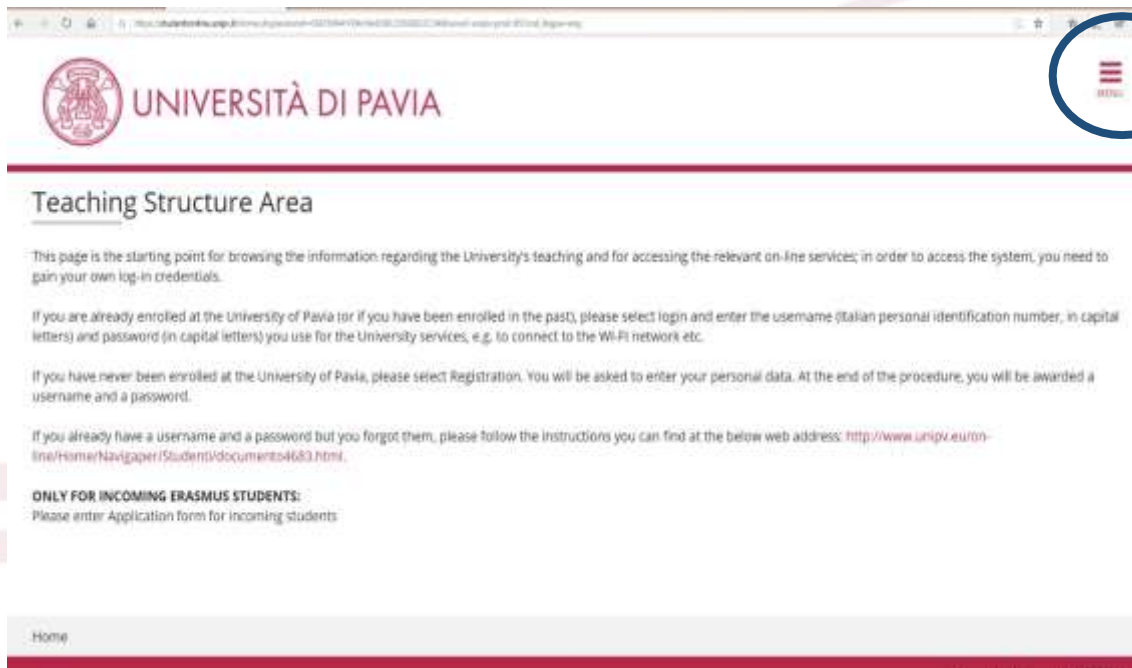 UNIVERSITÀ DI PAVIA
MENU
Teaching Structure Area
This page is the starting point for browsing the information regarding the University's teaching and for accessing the relevant on-line services; in order to access the system, you need to
gain your own log-in credentials.
If you are already enrolled at the University of Pavia (or if you have been enrolled in the past), please select login and enter the username (Italian personal identification number, in capital
letters) and password (in capital letters) you use for the University services, e.g. to connect to the Wi-Fi network etc.
If you have never been enrolled at the University of Pavia, please select Registration. You will be asked to enter your personal data. At the end of the procedure, you will be awarded a
username and a password.
If you already have a username and a password but you forgot them, please follow the instructions you can find at the below web address: http://www.unipv.eu/on-
line/Home/Navigaper/Studenti/documento4683.html.
ONLY FOR INCOMING ERASMUS STUDENTS:
Please enter Application form for incoming students
Home